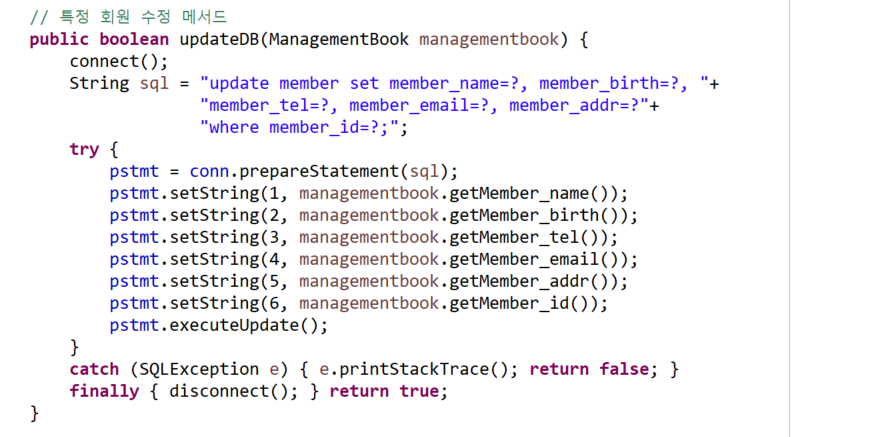 // 특정 회원 수정 메서드
public boolean updateDB(ManagementBook managementbook) {
    connect();
    String sql = "update member set member_name=?, member_birth=?, "+
                 "member_tel=?, member_email=?, member_addr=?"+
                 "where member_id=?;";
    try {
        pstmt = conn.prepareStatement(sql);
        pstmt.setString(1, managementbook.getMember_name());
        pstmt.setString(2, managementbook.getMember_birth());
        pstmt.setString(3, managementbook.getMember_tel());
        pstmt.setString(4, managementbook.getMember_email());
        pstmt.setString(5, managementbook.getMember_addr());
        pstmt.setString(6, managementbook.getMember_id());
        pstmt.executeUpdate();
    }
    catch (SQLException e) { e.printStackTrace(); return false; }
    finally { disconnect(); } return true;
}